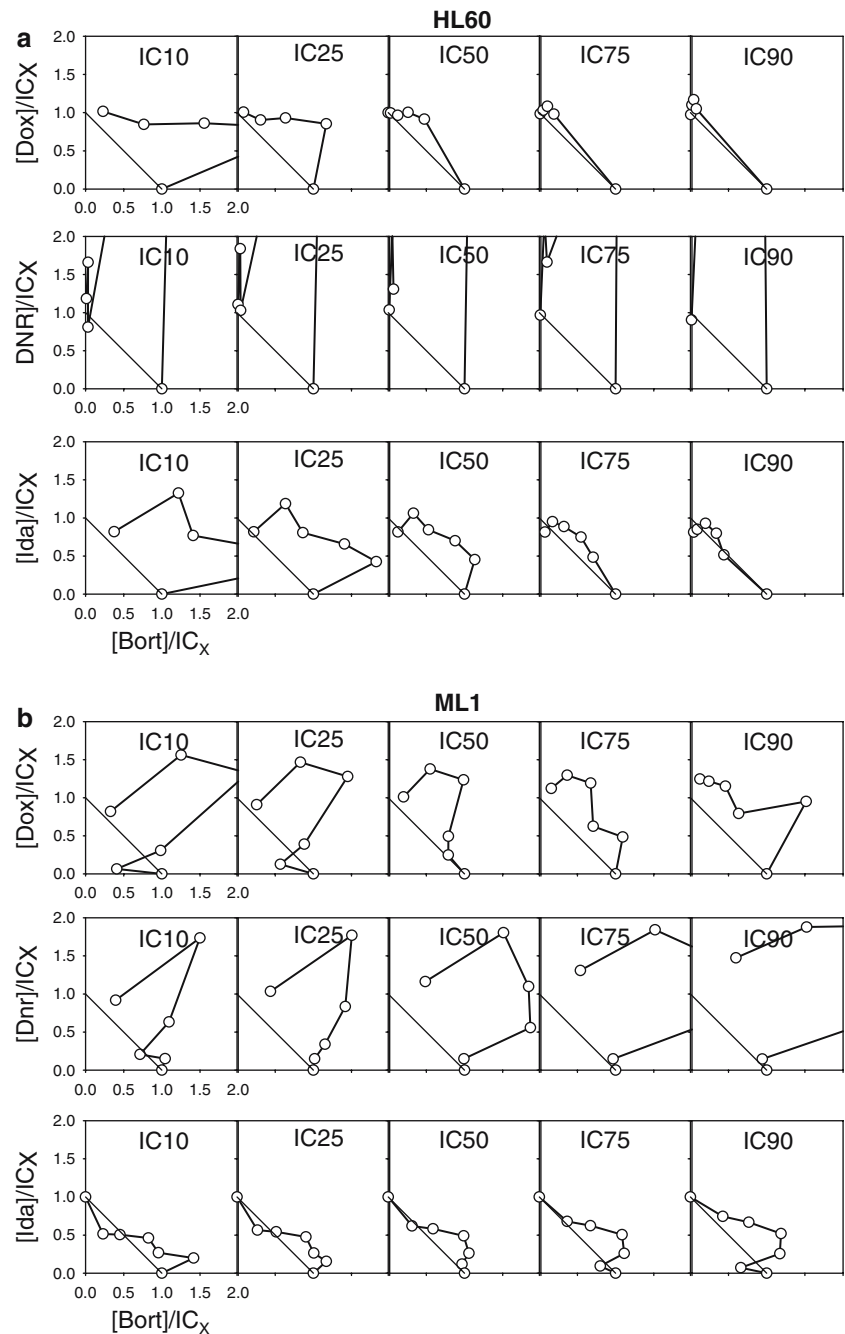 a
HL60
[Dox]/ICX
2.0
1.5
1.0
0.5
0.0
IC10
IC25
IC50
IC75
IC90
0.0 0.5 1.0 1.5 2.0
DNR]/ICX
2.0
1.5
1.0
0.5
0.0
IC10
IC25
IC50
IC75
IC90
0.0 0.5 1.0 1.5 2.0
[Ida]/ICX
2.0
1.5
1.0
0.5
0.0
IC10
IC25
IC50
IC75
IC90
0.0 0.5 1.0 1.5 2.0
[Bort]/ICX
b
ML1
[Dox]/ICX
2.0
1.5
1.0
0.5
0.0
IC10
IC25
IC50
IC75
IC90
0.0 0.5 1.0 1.5 2.0
[Dnr]/ICX
2.0
1.5
1.0
0.5
0.0
IC10
IC25
IC50
IC75
IC90
0.0 0.5 1.0 1.5 2.0
[Ida]/ICX
2.0
1.5
1.0
0.5
0.0
IC10
IC25
IC50
IC75
IC90
0.0 0.5 1.0 1.5 2.0
[Bort]/ICX